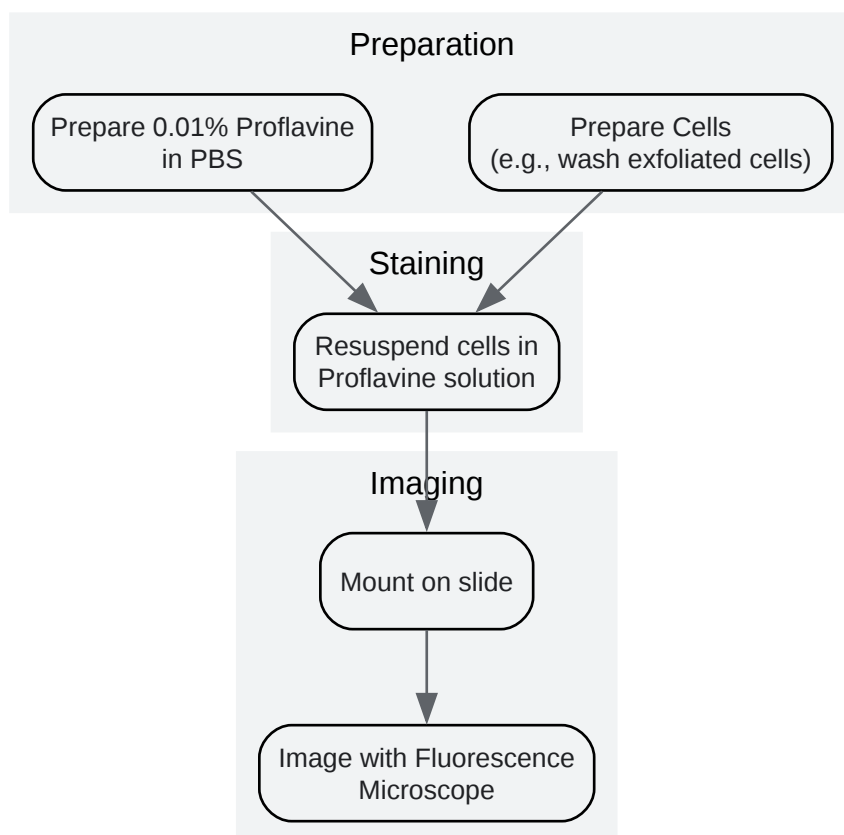 Preparation
Prepare 0.01% Proflavine
in PBS
Prepare Cells
(e.g., wash exfoliated cells)
Staining
Resuspend cells in
Proflavine solution
Imaging
Mount on slide
Image with Fluorescence
Microscope